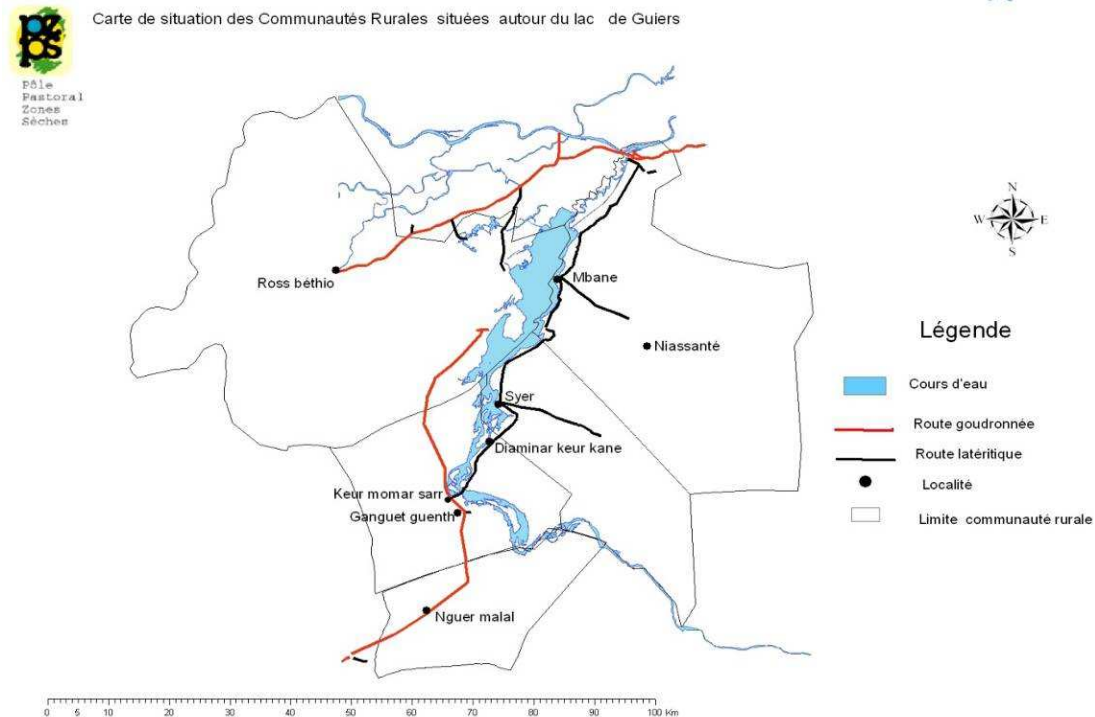 Carte de situation des Communautés Rurales situées autour du lac de Guiers
pz
ps
Pôle
Pastoral
Zones
Sèches
N
W
E
S
Ross béthio
Mbane
Niassanté
Syer
Diaminar keur kane
Keur momar sarr
Ganguet guenth
Nguer malal
Légende
Cours d'eau
Route goudronnée
Route latéritique
Localité
Limite communauté rurale
0 5 10 20 30 40 50 60 70 80 90 100 Km